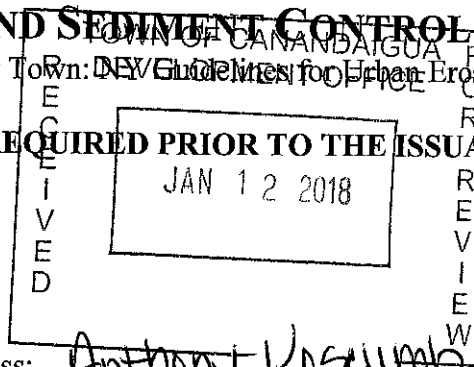 ND SEDIMENT CONTROL
TOWN OF CANANDAIGUA
Town: NY Guidelines for Urban Ero
DEVELOPMENT OFFICE
EQUIRED PRIOR TO THE ISSUA
RECEIVED
JAN 12 2018
REVIEW
ss: Anthony